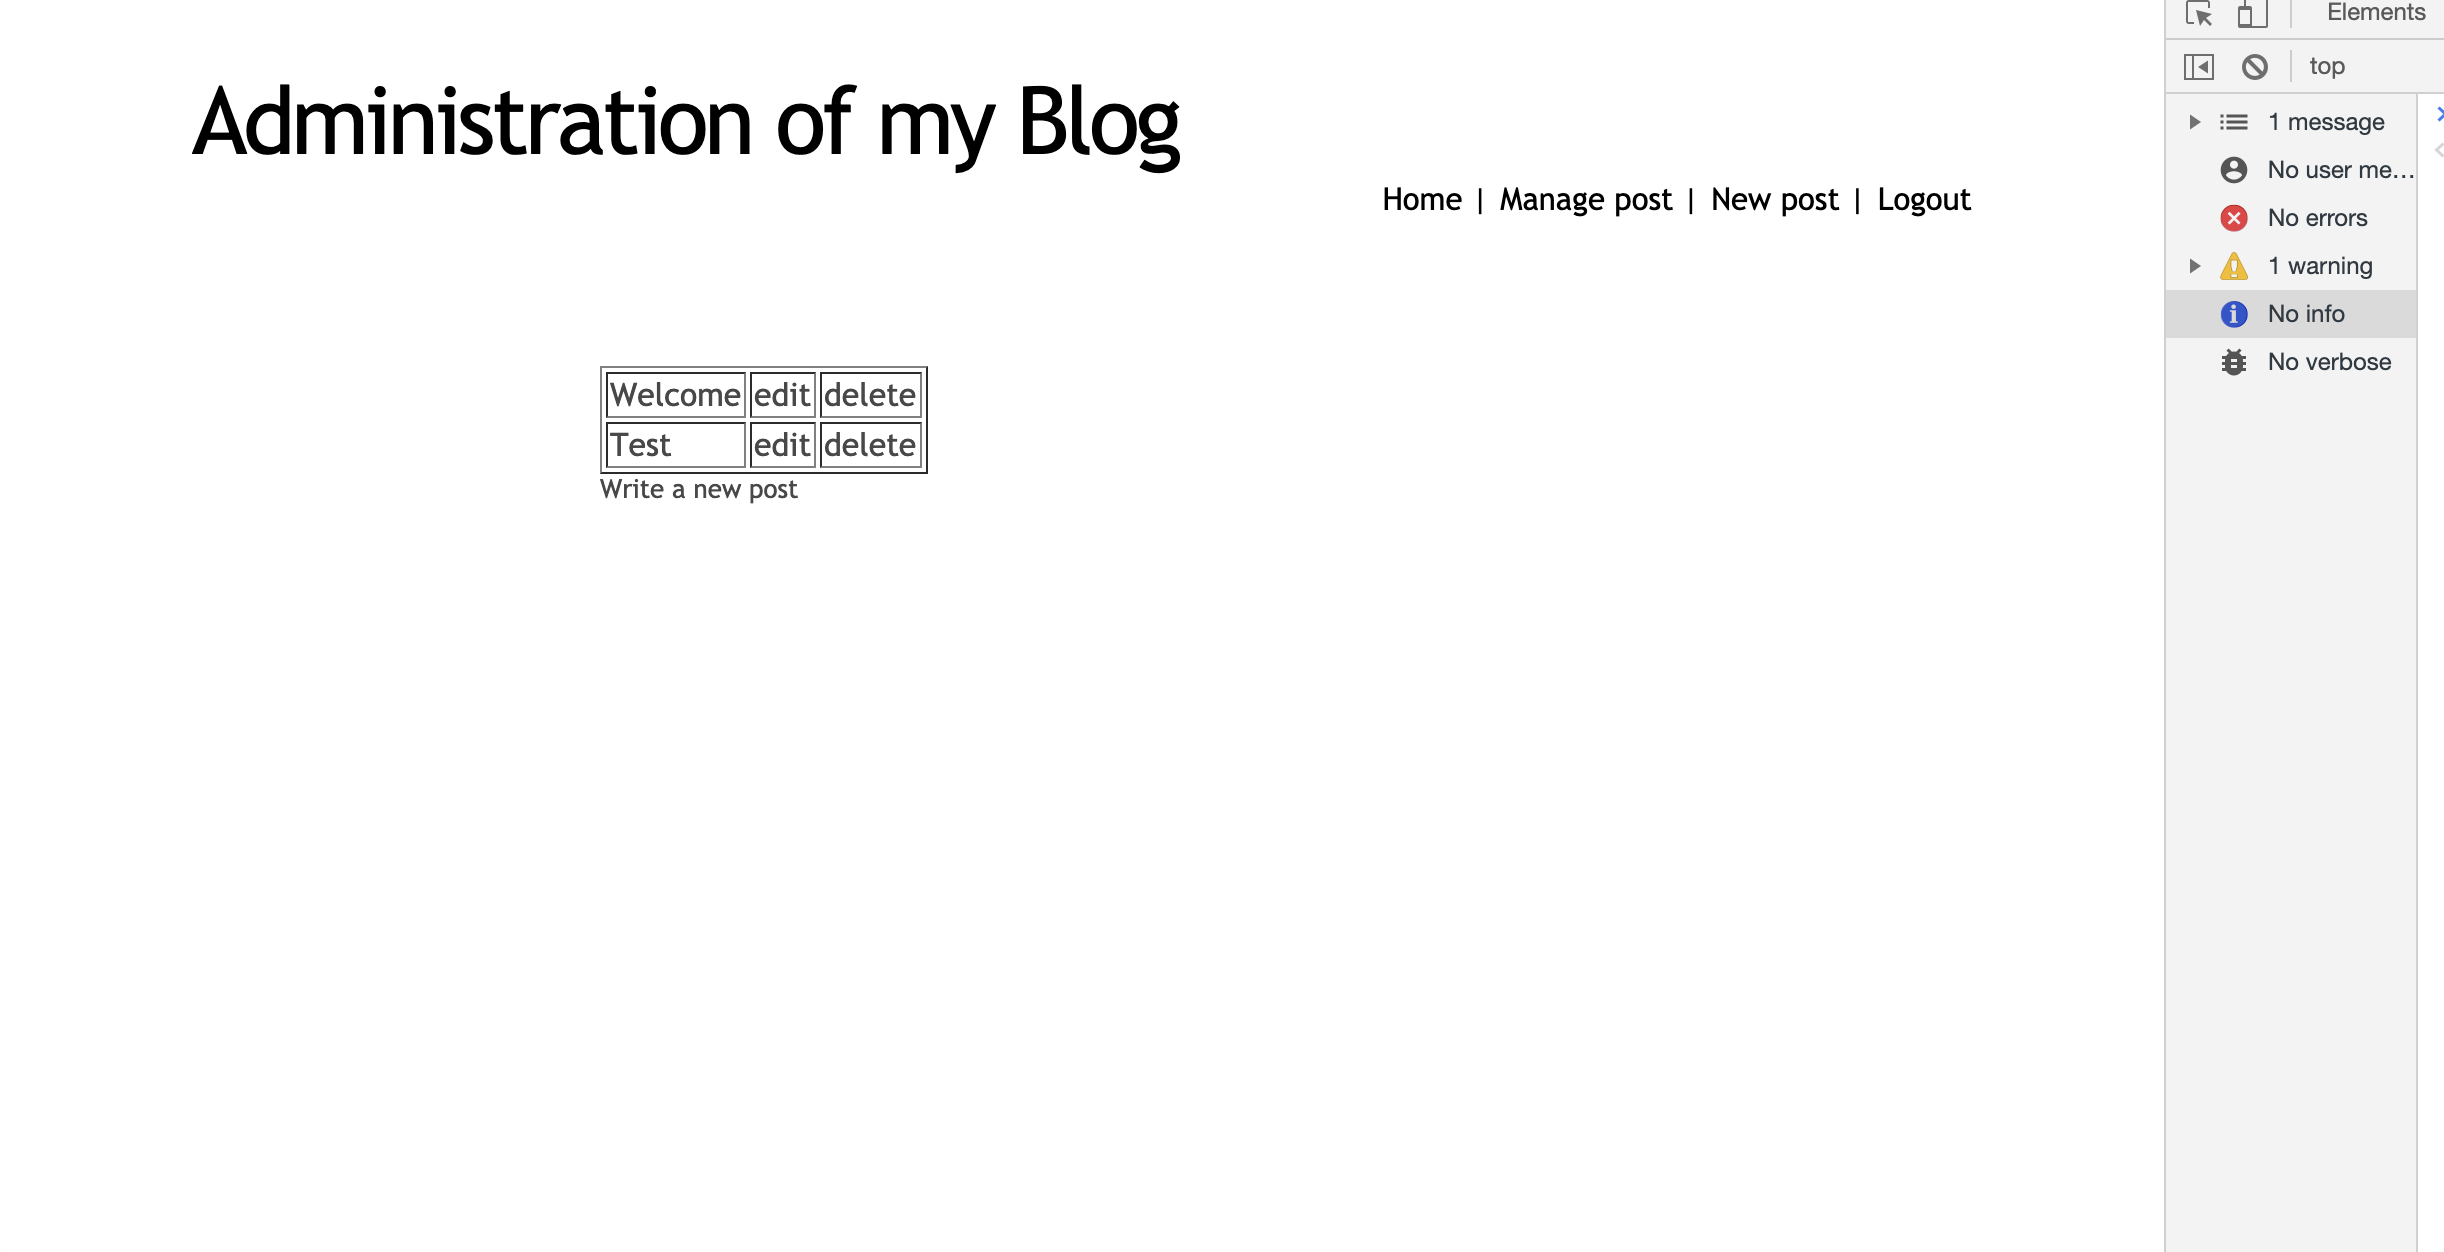 Administration of my Blog
Home | Manage post | New post | Logout
Welcome edit delete
Test edit delete
Write a new post
Elements
top
1 message
No user me...
No errors
1 warning
No info
No verbose